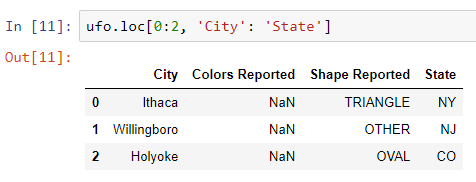 In [11]: ufo.loc[0:2, 'City': 'State']
Out[11]:
City Colors Reported Shape Reported State
0 Ithaca NaN TRIANGLE NY
1 Willingboro NaN OTHER NJ
2 Holyoke NaN OVAL CO